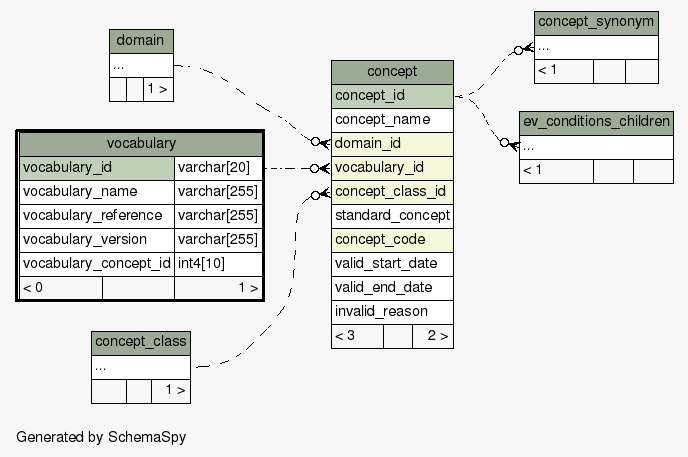 domain
...
1 >
vocabulary
vocabulary_id varchar[20]
vocabulary_name varchar[255]
vocabulary_reference varchar[255]
vocabulary_version varchar[255]
vocabulary_concept_id int4[10]
< 0 1 >
concept_class
...
1 >
concept
concept_id
concept_name
domain_id
vocabulary_id
concept_class_id
standard_concept
concept_code
valid_start_date
valid_end_date
invalid_reason
< 3 2 >
concept_synonym
...
< 1
ev_conditions_children
...
< 1
Generated by SchemaSpy